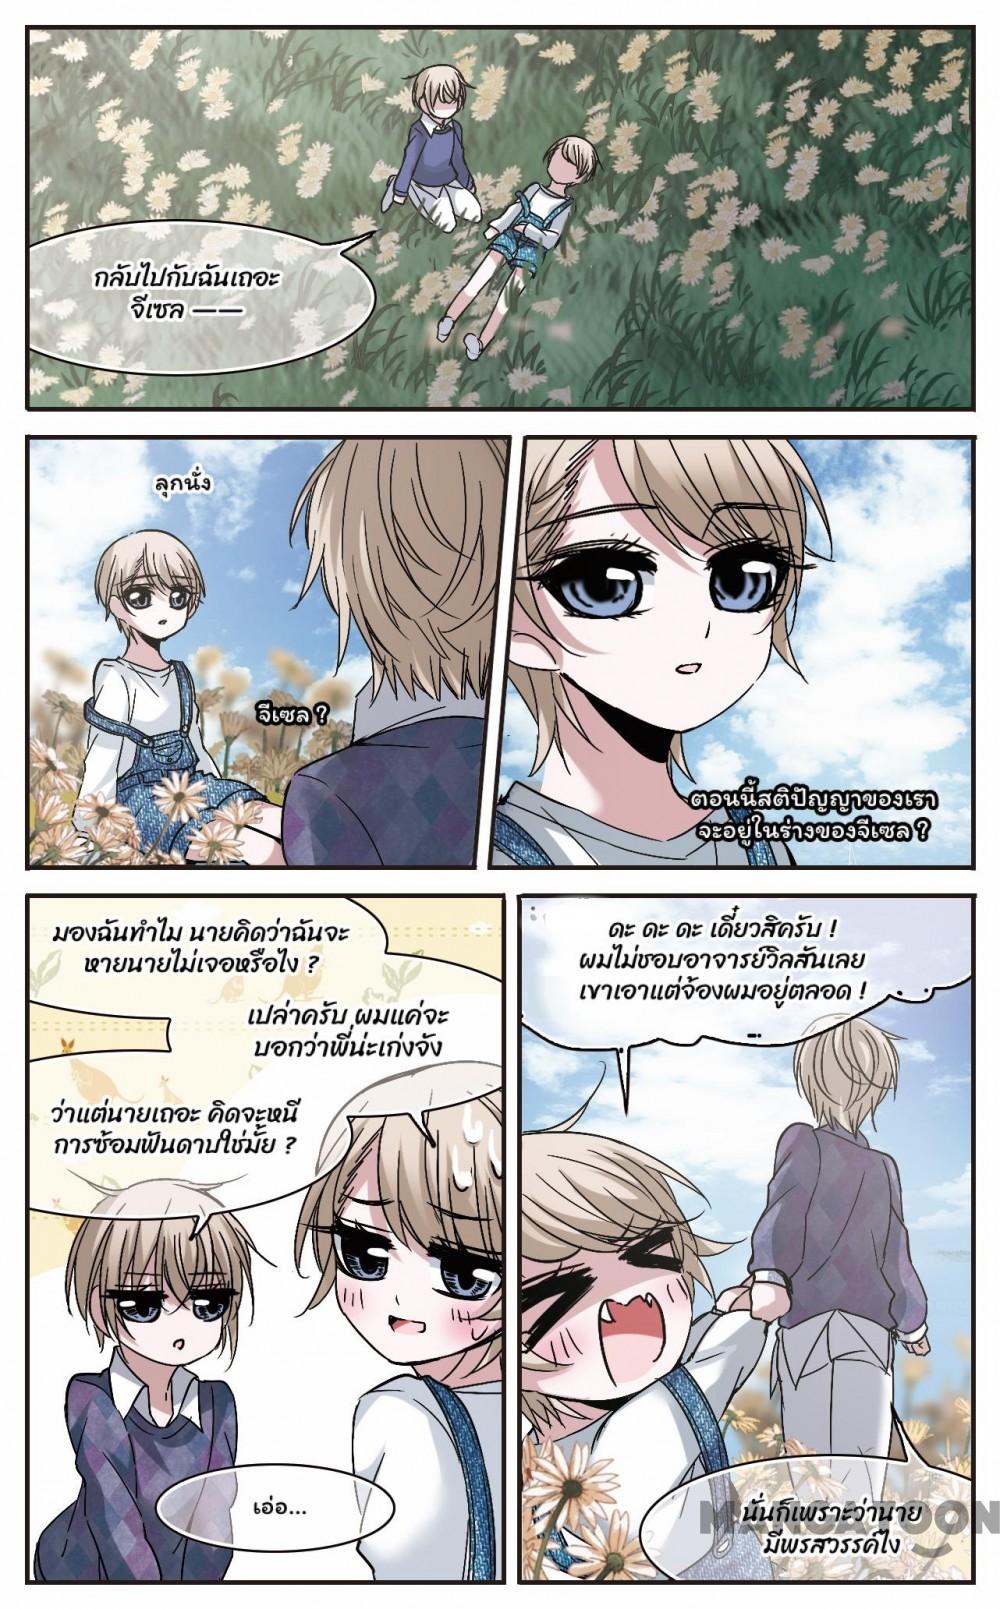 กลับไปกับฉันเถอะ
จีเซล ——
ลุกนั่ง
จีเซล ?
ตอนนี้สติปัญญาของเรา
จะอยู่ในร่างของจีเซล ?
มองฉันทำไม นายคิดว่าฉันจะ
หายนายไม่เจอหรือไง ?
เปล่าครับ ผมแค่จะ
บอกว่าพี่น่ะเก่งจัง
ว่าแต่นายเถอะ คิดจะหนี
การซ้อมฟันดาบใช่มั้ย ?
เอ่อ...
ดะ ดะ ดะ เดี๋ยวสิครับ !
ผมไม่ชอบอาจารย์วิลสันเลย
เขาเอาแต่จ้องผมอยู่ตลอด !
นั่นก็เพราะว่านาย
มีพรสวรรค์ไง
MANGATOON